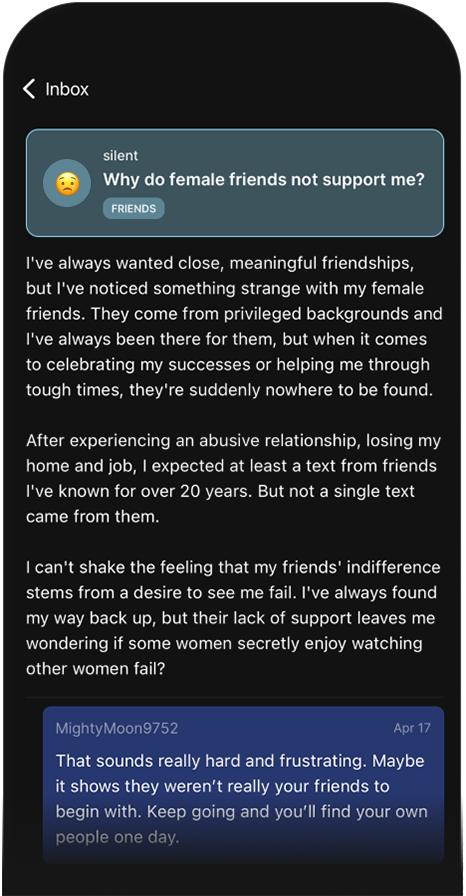 Inbox
silent
Why do female friends not support me?
FRIENDS
I've always wanted close, meaningful friendships,
but I've noticed something strange with my female
friends. They come from privileged backgrounds and
I've always been there for them, but when it comes
to celebrating my successes or helping me through
tough times, they're suddenly nowhere to be found.
After experiencing an abusive relationship, losing my
home and job, I expected at least a text from friends
I've known for over 20 years. But not a single text
came from them.
I can't shake the feeling that my friends' indifference
stems from a desire to see me fail. I've always found
my way back up, but their lack of support leaves me
wondering if some women secretly enjoy watching
other women fail?
MightyMoon9752 Apr 17
That sounds really hard and frustrating. Maybe
it shows they weren’t really your friends to
begin with. Keep going and you’ll find your own
people one day.